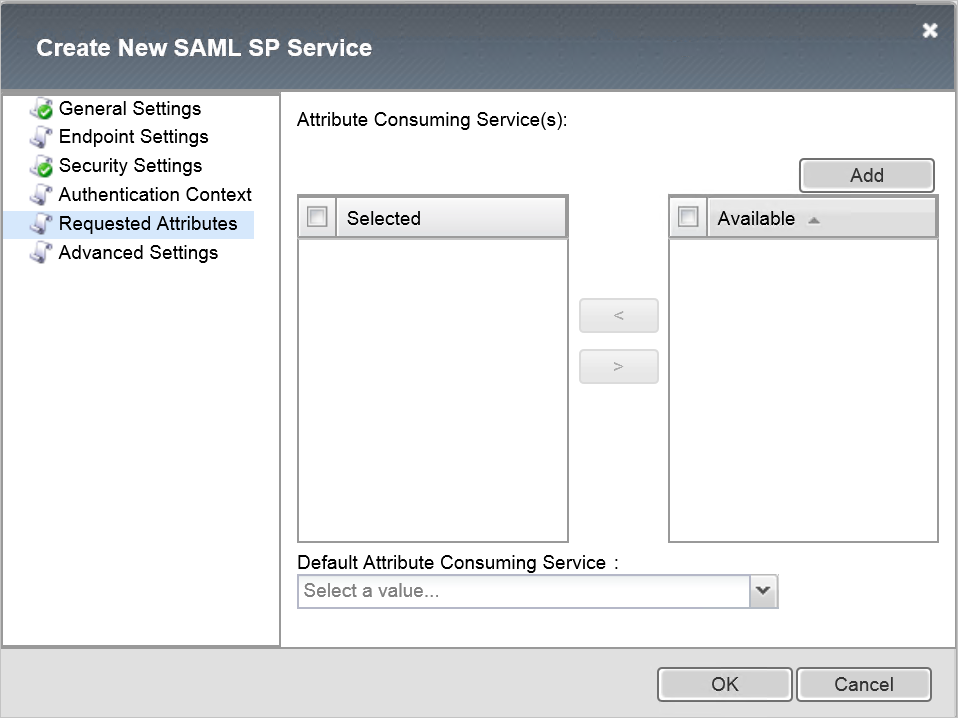 Create New SAML SP Service
General Settings
Endpoint Settings
Security Settings
Authentication Context
Requested Attributes
Advanced Settings
Attribute Consuming Service(s):
Add
Selected
Available
<
>
Default Attribute Consuming Service :
Select a value...
OK
Cancel